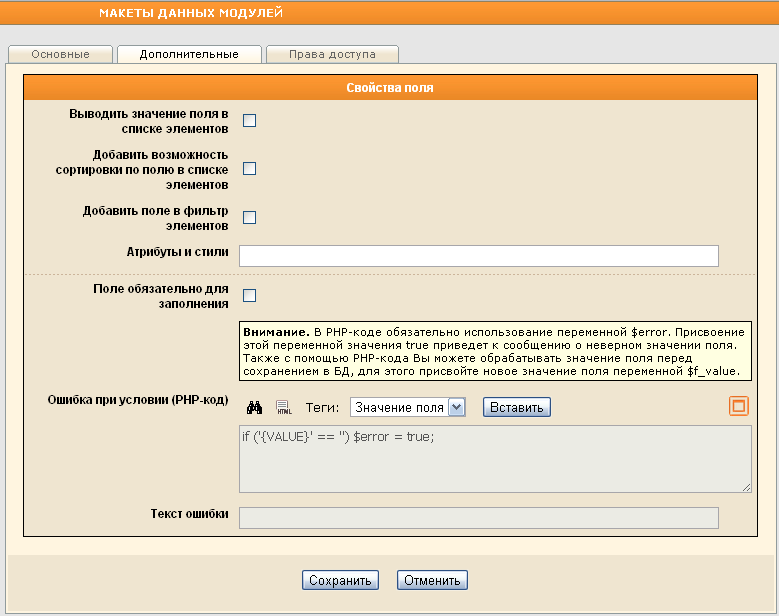 МАКЕТЫ ДАННЫХ МОДУЛЕЙ
Основные
Дополнительные
Права доступа
Свойства поля
Выводить значение поля в
списке элементов
Добавить возможность
сортировки по полю в списке
элементов
Добавить поле в фильтр
элементов
Атрибуты и стили
Поле обязательно для
заполнения
Внимание. В PHP-коде обязательно использование переменной $error. Присвоение
этой переменной значения true приведет к сообщению о неверном значении поля.
Также с помощью PHP-кода Вы можете обрабатывать значение поля перед
сохранением в БД, для этого присвойте новое значение поля переменной $f_value.
Ошибка при условии (PHP-код)
HTML
Теги:
Значение поля
Вставить
if ('{VALUE}' == '') $error = true;
Текст ошибки
Сохранить
Отменить